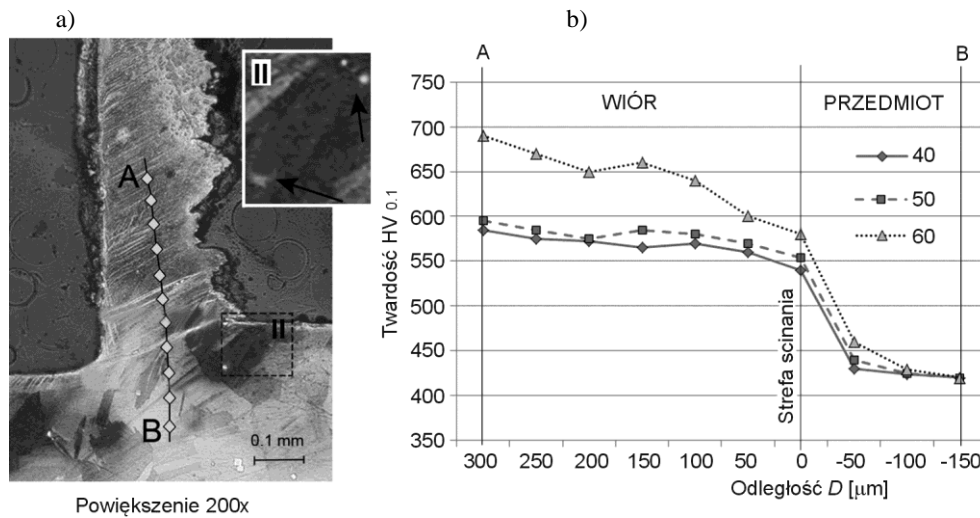 a)
II
A
II
B
0.1 mm
Powiększenie 200x
b)
A
B
750
700
650
600
550
500
450
400
350
Twardość HV 0.1
WIÓR
PRZEDMIOT
40
50
60
Strefa scinania
300 250 200 150 100 50 0 -50 -100 -150
Odległość D [μm]